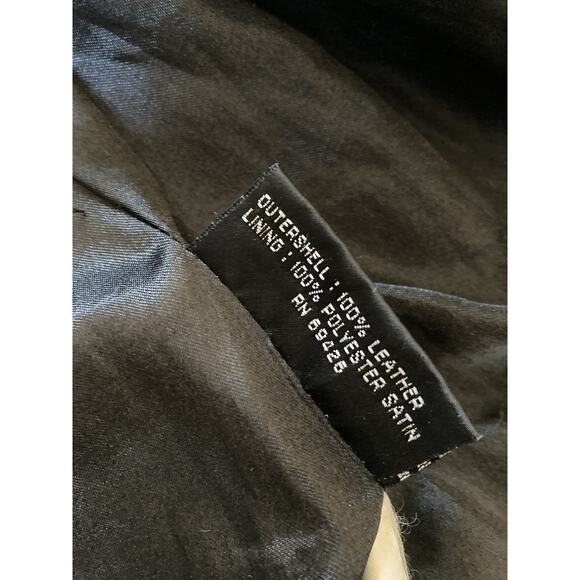 OUTERSHELL : 100% LEATHER
LINING : 100% POLYESTER SATIN
RN 69426